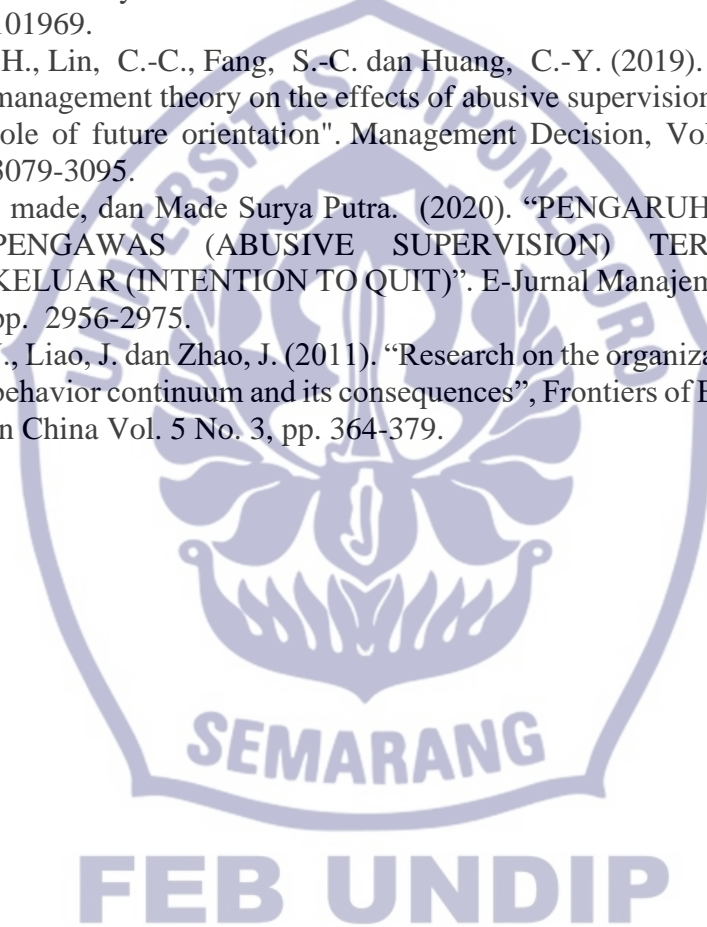 101969.
H., Lin, C.-C., Fang, S.-C. dan Huang, C.-Y. (2019).
management theory on the effects of abusive supervision
ole of future orientation". Management Decision, Vol
3079-3095.
made, dan Made Surya Putra. (2020). “PENGARUH
PENGAWAS (ABUSIVE SUPERVISION) TER
KELUAR (INTENTION TO QUIT)”. E-Jurnal Manajem
pp. 2956-2975.
., Liao, J. dan Zhao, J. (2011). “Research on the organiza
behavior continuum and its consequences”, Frontiers of B
n China Vol. 5 No. 3, pp. 364-379.
UNIVERSITAS DIPONEGORO
SEMARANG
FEB UNDIP